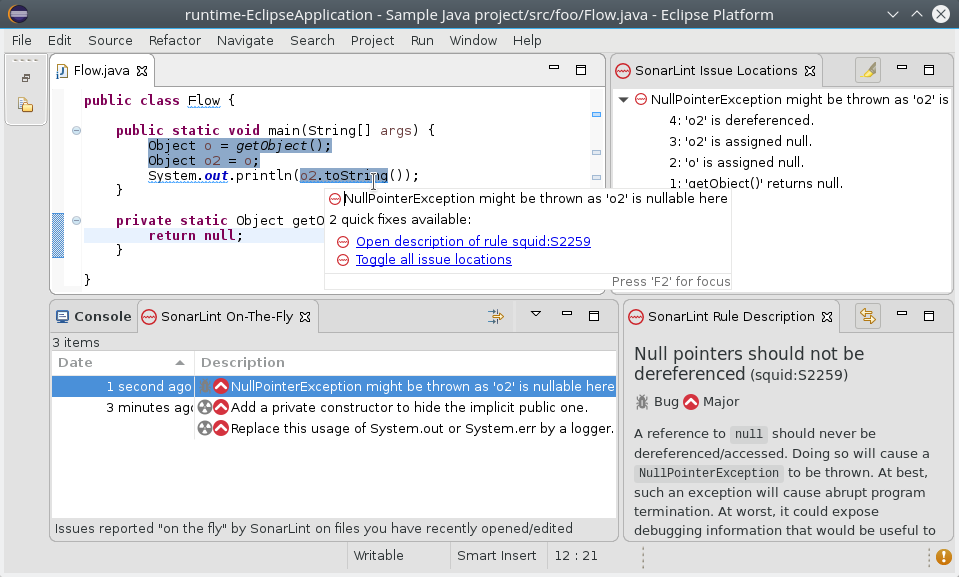 runtime-EclipseApplication - Sample Java project/src/foo/Flow.java - Eclipse Platform
File Edit Source Refactor Navigate Search Project Run Window Help
Flow.java
public class Flow {
public static void main(String[] args) {
Object o = getObject();
Object o2 = o;
System.out.println(o2.toString());
}
private static Object getO
return null;
}
}
NullPointerException might be thrown as 'o2' is nullable here
2 quick fixes available:
Open description of rule squid:S2259
Toggle all issue locations
Press 'F2' for focus
SonarLint Issue Locations
NullPointerException might be thrown as 'o2' is
4: 'o2' is dereferenced.
3: 'o2' is assigned null.
2: 'o' is assigned null.
1: 'getObject()' returns null.
Console
SonarLint On-The-Fly
3 items
Date Description
1 second ago NullPointerException might be thrown as 'o2' is nullable here
3 minutes ago Add a private constructor to hide the implicit public one.
Replace this usage of System.out or System.err by a logger.
Issues reported "on the fly" by SonarLint on files you have recently opened/edited
SonarLint Rule Description
Null pointers should not be
dereferenced (squid:S2259)
Bug Major
A reference to null should never be
dereferenced/accessed. Doing so will cause a
NullPointerException to be thrown. At best,
such an exception will cause abrupt program
termination. At worst, it could expose
debugging information that would be useful to
Writable Smart Insert 12 : 21